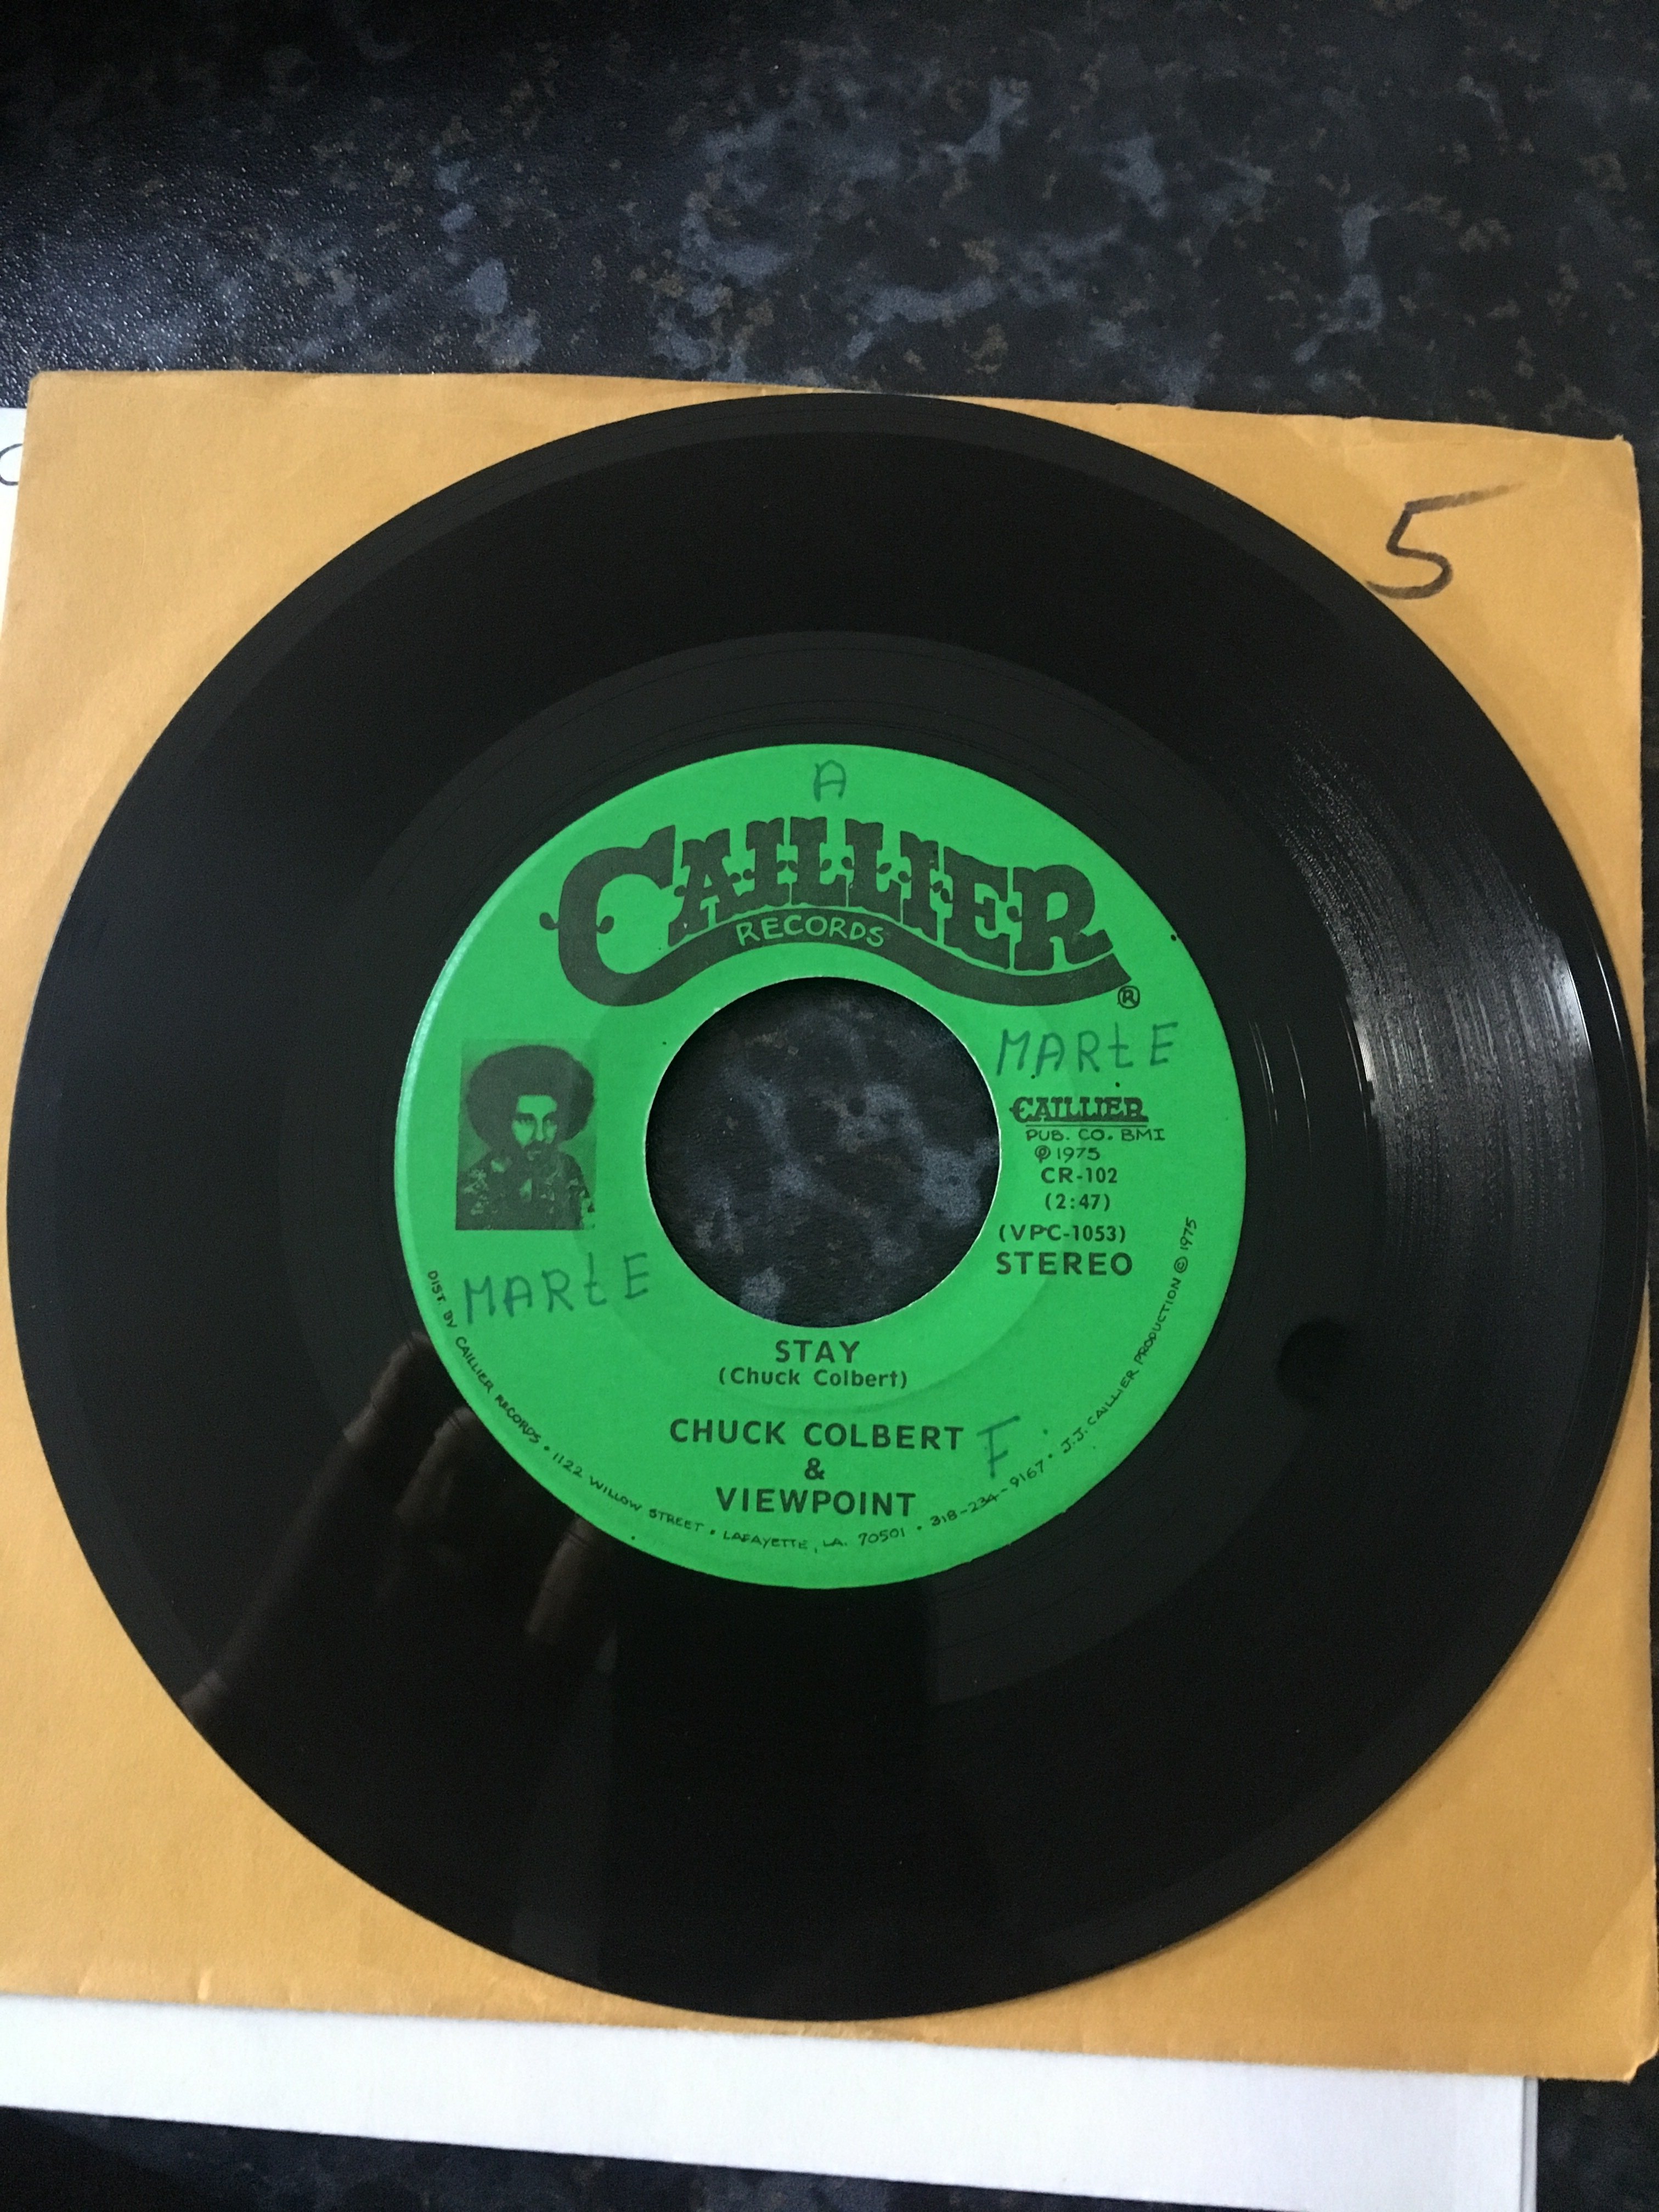 5
A
CAILLIER
RECORDS
®
MARtE
CAILLIER
PUB. CO. BMI
℗ 1975
CR-102
(2:47)
(VPC-1053)
STEREO
MARtE
STAY
(Chuck Colbert)
CHUCK COLBERT
F
&
VIEWPOINT
DIST. BY CAILLIER RECORDS • 1122 WILLOW STREET • LAFAYETTE, LA. 70501 • 318-234-9167 • J.J. CAILLIER PRODUCTION © 1975